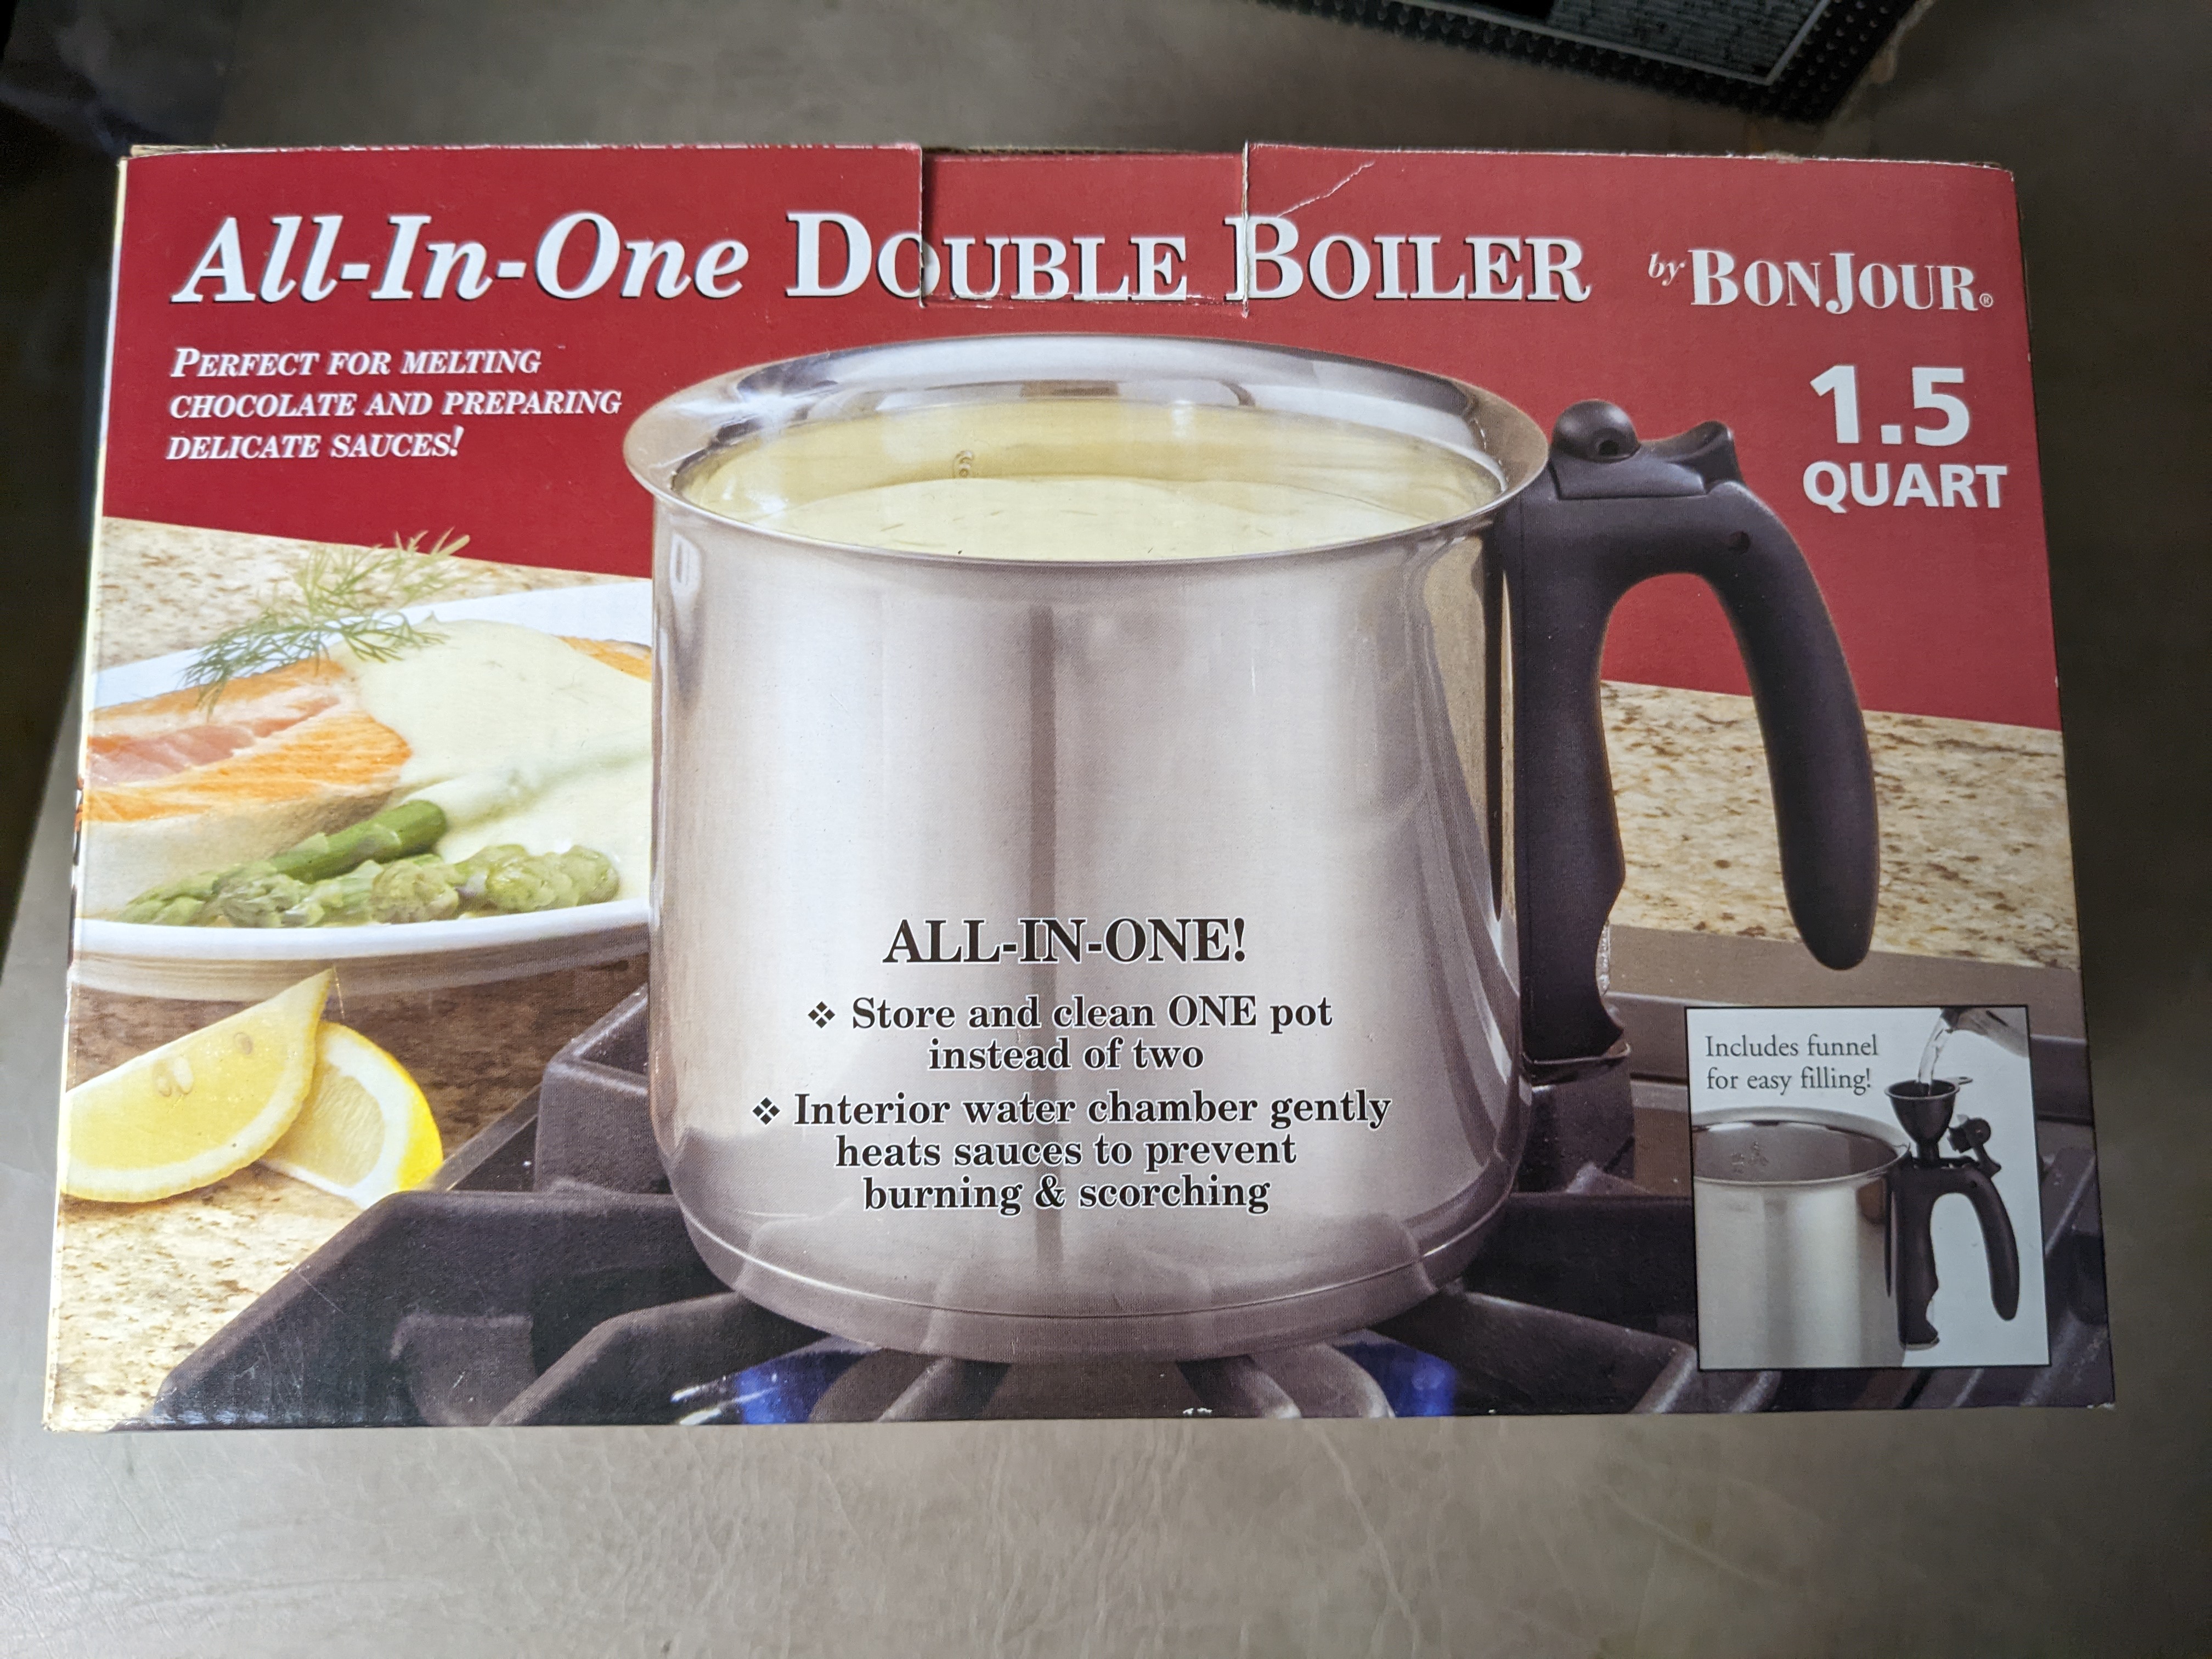 All-In-One DOUBLE BOILER by BONJOUR®
PERFECT FOR MELTING
CHOCOLATE AND PREPARING
DELICATE SAUCES!
1.5
QUART
ALL-IN-ONE!
❖ Store and clean ONE pot
instead of two
❖ Interior water chamber gently
heats sauces to prevent
burning & scorching
Includes funnel
for easy filling!